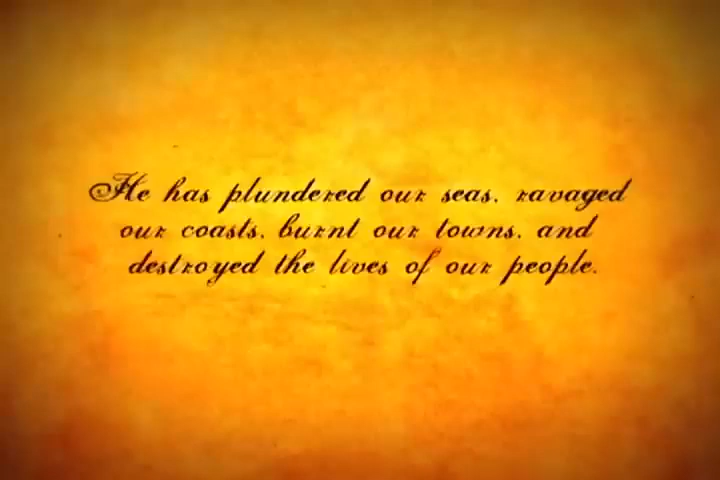 He has plundered our seas, ravaged
our coasts, burnt our towns, and
destroyed the lives of our people.